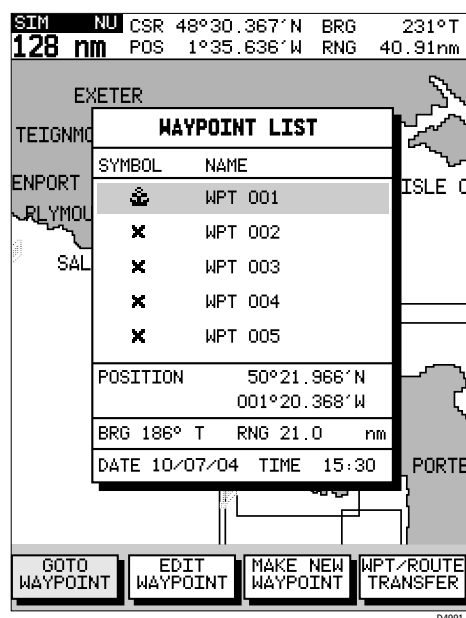 SIM NU CSR 48°30.367´N BRG 231°T
128 nm POS 1°35.636´W RNG 40.91nm
EXETER
TEIGNMO
ENPORT
PLYMOU
SAL
ISLE O
PORTE
WAYPOINT LIST
SYMBOL NAME
WPT 001
WPT 002
WPT 003
WPT 004
WPT 005
POSITION 50°21.966´N
001°20.368´W
BRG 186° T RNG 21.0 nm
DATE 10/07/04 TIME 15:30
GOTO WAYPOINT
EDIT WAYPOINT
MAKE NEW WAYPOINT
WPT/ROUTE TRANSFER